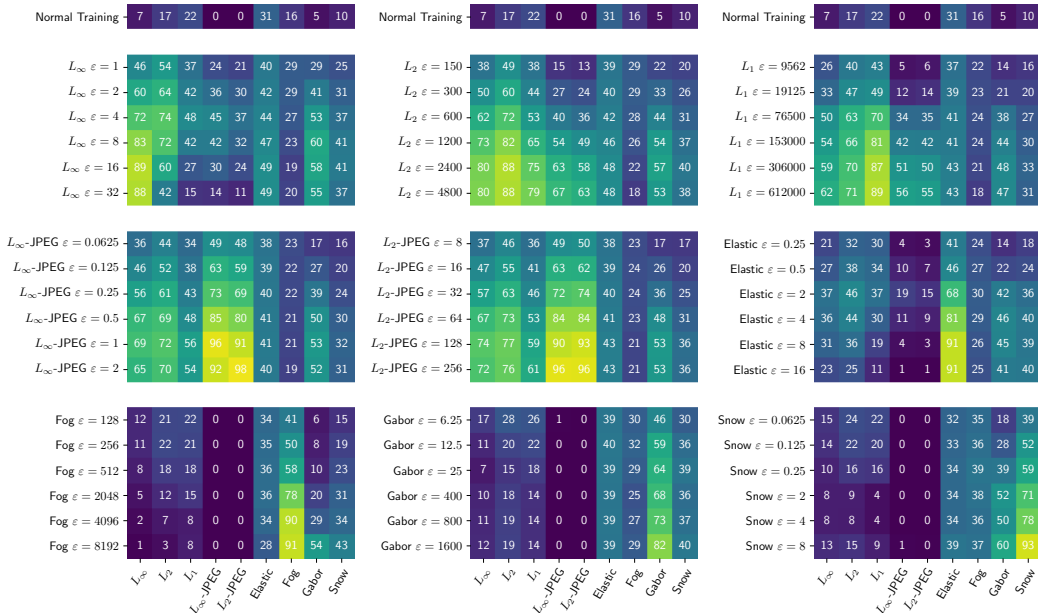 Normal Training 7 17 22 0 0 31 16 5 10 Normal Training 7 17 22 0 0 31 16 5 10 Normal Training 7 17 22 0 0 31 16 5 10
L∞ ε = 1 46 54 37 24 21 40 29 29 25 L2 ε = 150 38 49 38 15 13 39 29 22 20 L1 ε = 9562 26 40 43 5 6 37 22 14 16
L∞ ε = 2 60 64 42 36 30 42 29 41 31 L2 ε = 300 50 60 44 27 24 40 29 33 26 L1 ε = 19125 33 47 49 12 14 39 23 21 20
L∞ ε = 4 72 74 48 45 37 44 27 53 37 L2 ε = 600 62 72 53 40 36 42 28 44 31 L1 ε = 76500 50 63 70 34 35 41 24 38 27
L∞ ε = 8 83 72 42 42 32 47 23 60 41 L2 ε = 1200 73 82 65 54 49 46 26 54 37 L1 ε = 153000 54 66 81 42 42 41 24 44 30
L∞ ε = 16 89 60 27 30 24 49 19 58 41 L2 ε = 2400 80 88 75 63 58 48 22 57 40 L1 ε = 306000 59 70 87 51 50 43 21 48 33
L∞ ε = 32 88 42 15 14 11 49 20 55 37 L2 ε = 4800 80 88 79 67 63 48 18 53 38 L1 ε = 612000 62 71 89 56 55 43 18 47 31
L∞-JPEG ε = 0.0625 36 44 34 49 48 38 23 17 16 L2-JPEG ε = 8 37 46 36 49 50 38 23 17 17 Elastic ε = 0.25 21 32 30 4 3 41 24 14 18
L∞-JPEG ε = 0.125 46 52 38 63 59 39 22 27 20 L2-JPEG ε = 16 47 55 41 63 62 39 24 26 20 Elastic ε = 0.5 27 38 34 10 7 46 27 22 24
L∞-JPEG ε = 0.25 56 61 43 73 69 40 22 39 24 L2-JPEG ε = 32 57 63 46 72 74 40 24 36 25 Elastic ε = 2 37 46 37 19 15 68 30 42 36
L∞-JPEG ε = 0.5 67 69 48 85 80 41 21 50 30 L2-JPEG ε = 64 67 73 53 84 84 41 23 48 31 Elastic ε = 4 36 44 30 11 9 81 29 46 40
L∞-JPEG ε = 1 69 72 56 96 91 41 21 53 32 L2-JPEG ε = 128 74 77 59 90 93 43 21 53 36 Elastic ε = 8 31 36 19 4 3 91 26 45 39
L∞-JPEG ε = 2 65 70 54 92 98 40 19 52 31 L2-JPEG ε = 256 72 76 61 96 96 43 21 53 36 Elastic ε = 16 23 25 11 1 1 91 25 41 40
Fog ε = 128 12 21 22 0 0 34 41 6 15 Gabor ε = 6.25 17 28 26 1 0 39 30 46 30 Snow ε = 0.0625 15 24 22 0 0 32 35 18 39
Fog ε = 256 11 22 21 0 0 35 50 8 19 Gabor ε = 12.5 11 20 22 0 0 40 32 59 36 Snow ε = 0.125 14 22 20 0 0 33 36 28 52
Fog ε = 512 8 18 18 0 0 36 58 10 23 Gabor ε = 25 7 15 18 0 0 39 29 64 39 Snow ε = 0.25 10 16 16 0 0 34 39 39 59
Fog ε = 2048 5 12 15 0 0 36 78 20 31 Gabor ε = 400 10 18 14 0 0 39 25 68 36 Snow ε = 2 8 9 4 0 0 34 38 52 71
Fog ε = 4096 2 7 8 0 0 34 90 29 34 Gabor ε = 800 11 19 14 0 0 39 27 73 37 Snow ε = 4 8 8 4 0 0 34 36 50 78
Fog ε = 8192 1 3 8 0 0 28 91 54 43 Gabor ε = 1600 12 19 14 0 0 39 29 82 40 Snow ε = 8 13 15 9 1 0 39 37 60 93
L∞ L2 L1 L∞-JPEG L2-JPEG Elastic Fog Gabor Snow L∞ L2 L1 L∞-JPEG L2-JPEG Elastic Fog Gabor Snow L∞ L2 L1 L∞-JPEG L2-JPEG Elastic Fog Gabor Snow